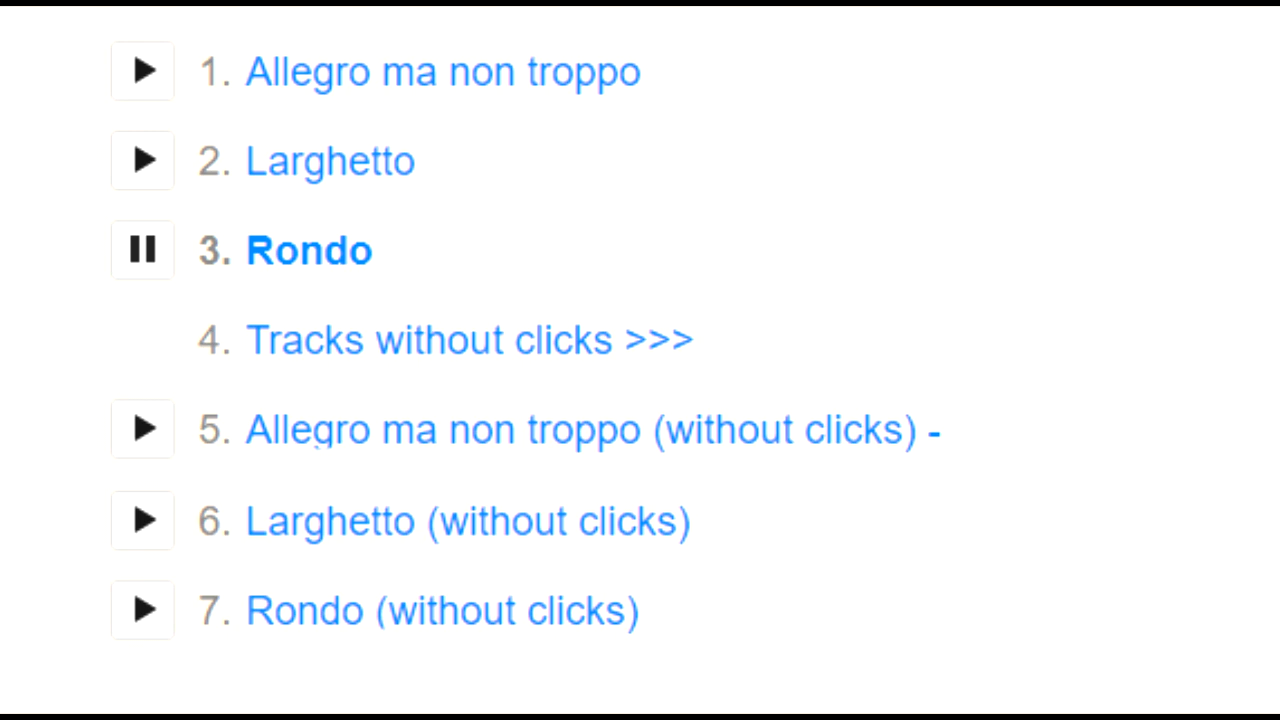 1. Allegro ma non troppo
2. Larghetto
3. Rondo
4. Tracks without clicks >>>
5. Allegro ma non troppo (without clicks) -
6. Larghetto (without clicks)
7. Rondo (without clicks)